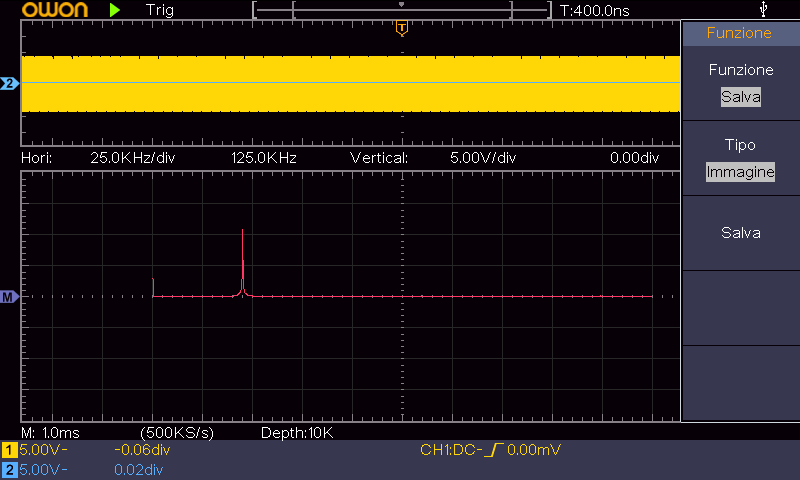 OWON Trig T:400.0ns Funzione
T
Funzione
Salva
2
Tipo
Immagine
Hori: 25.0KHz/div 125.0KHz Vertical: 5.00V/div 0.00div
Salva
M
M: 1.0ms (500KS/s) Depth:10K
1 5.00V- -0.06div CH1:DC- 0.00mV
2 5.00V- 0.02div